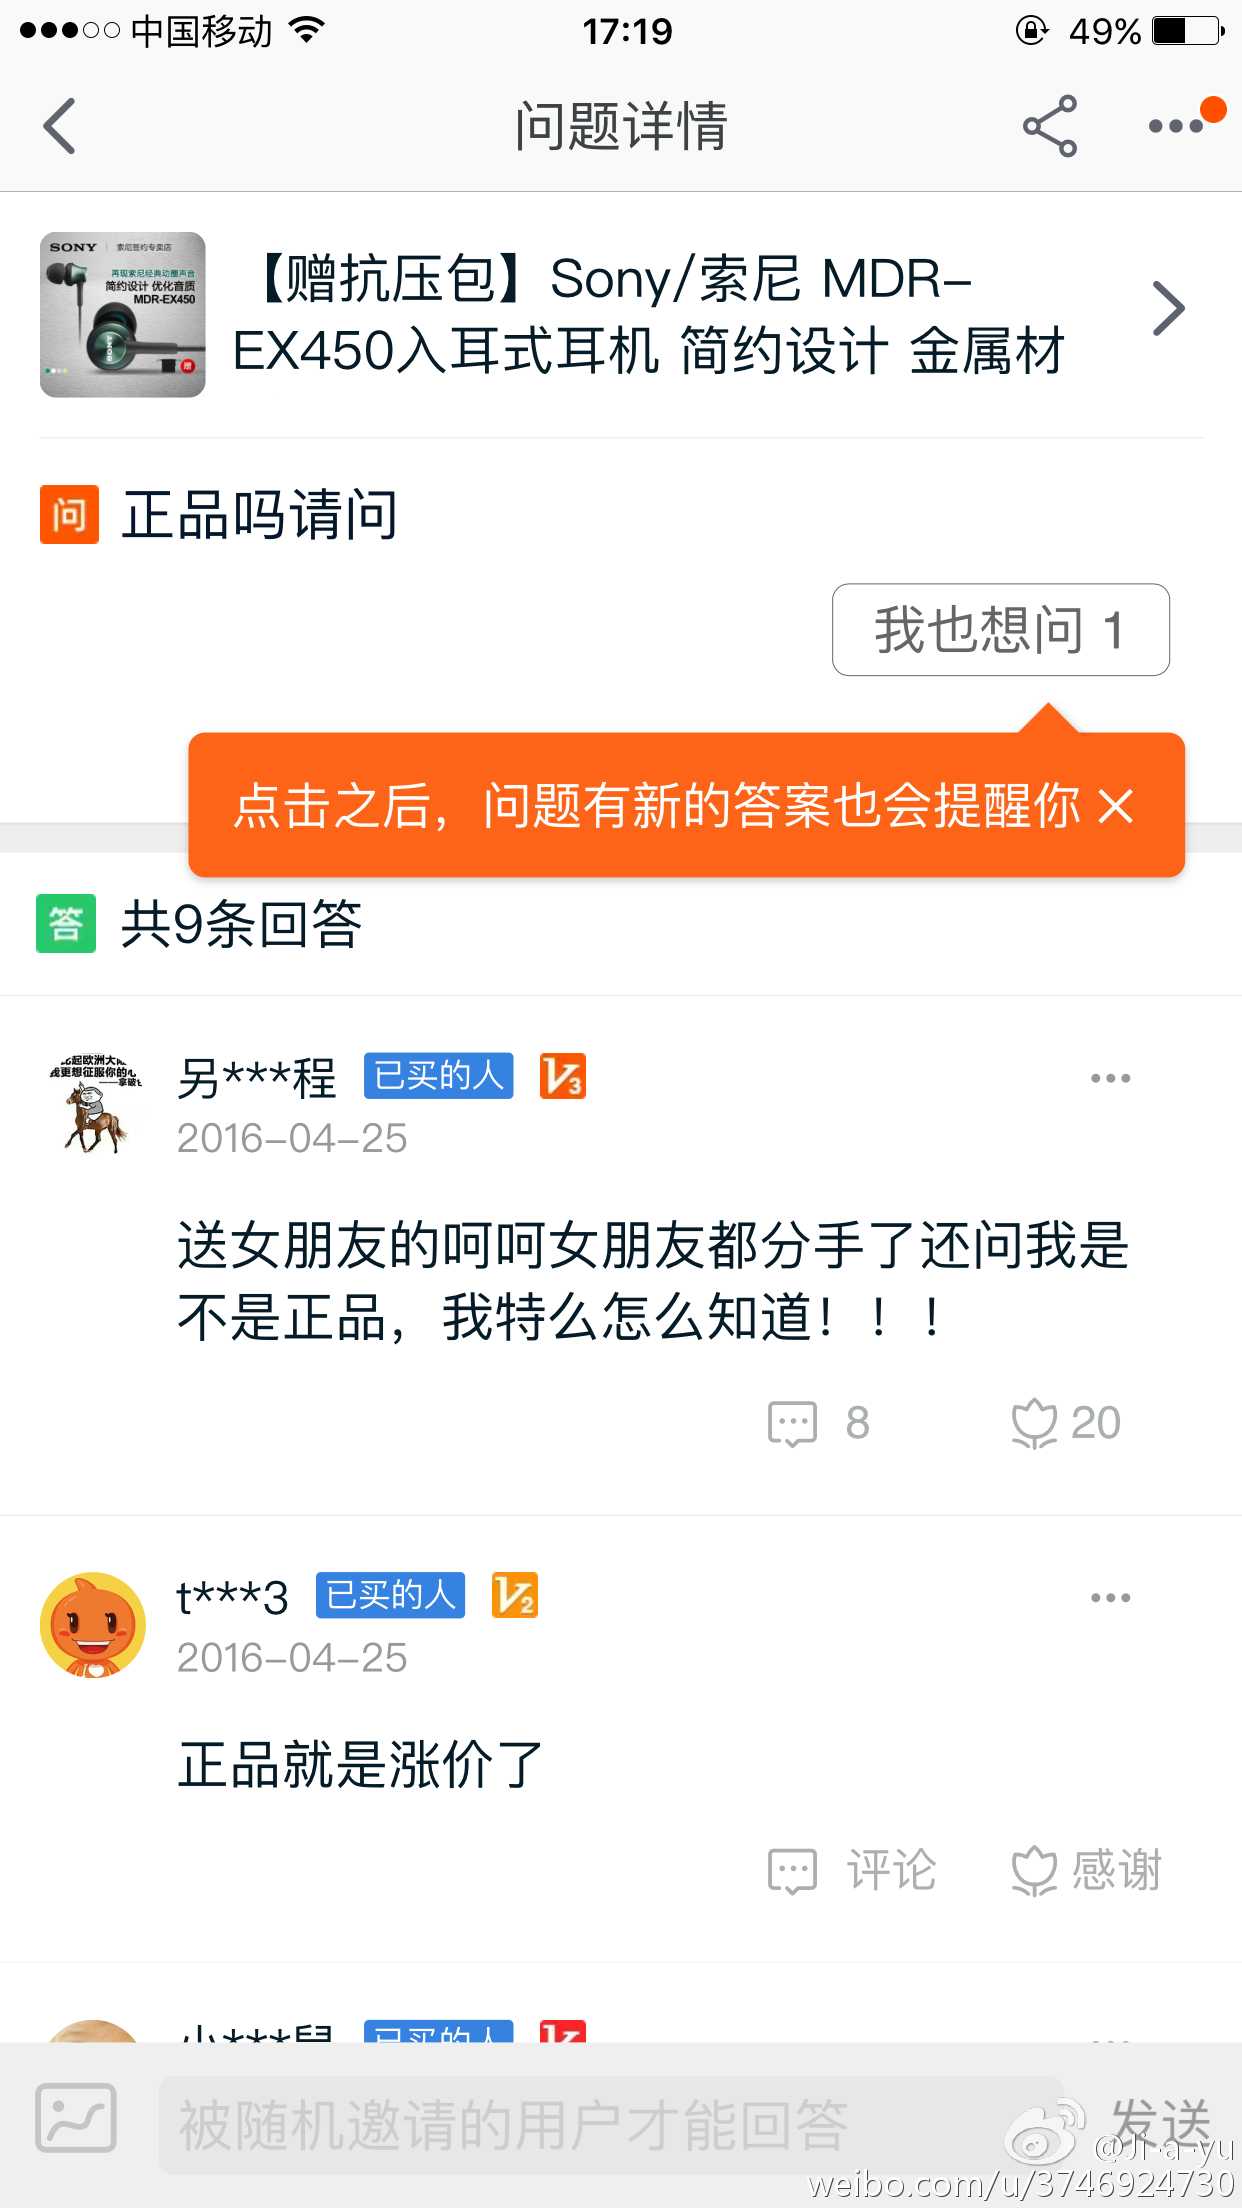 中国移动
17:19
49%
问题详情
SONY 索尼签约专卖店
再现索尼经典动圈声台
简约设计 优化音质
MDR-EX450
SONY
赠
【赠抗压包】Sony/索尼 MDR-
EX450入耳式耳机 简约设计 金属材
问 正品吗请问
我也想问 1
点击之后，问题有新的答案也会提醒你
答 共9条回答
另***程 已买的人 V3
2016-04-25
送女朋友的呵呵女朋友都分手了还问我是
不是正品，我特么怎么知道！！！
8 20
t***3 已买的人 V2
2016-04-25
正品就是涨价了
评论 感谢
已买的人
被随机邀请的用户才能回答
发送
@Ji-a-yu
weibo.com/u/3746924730